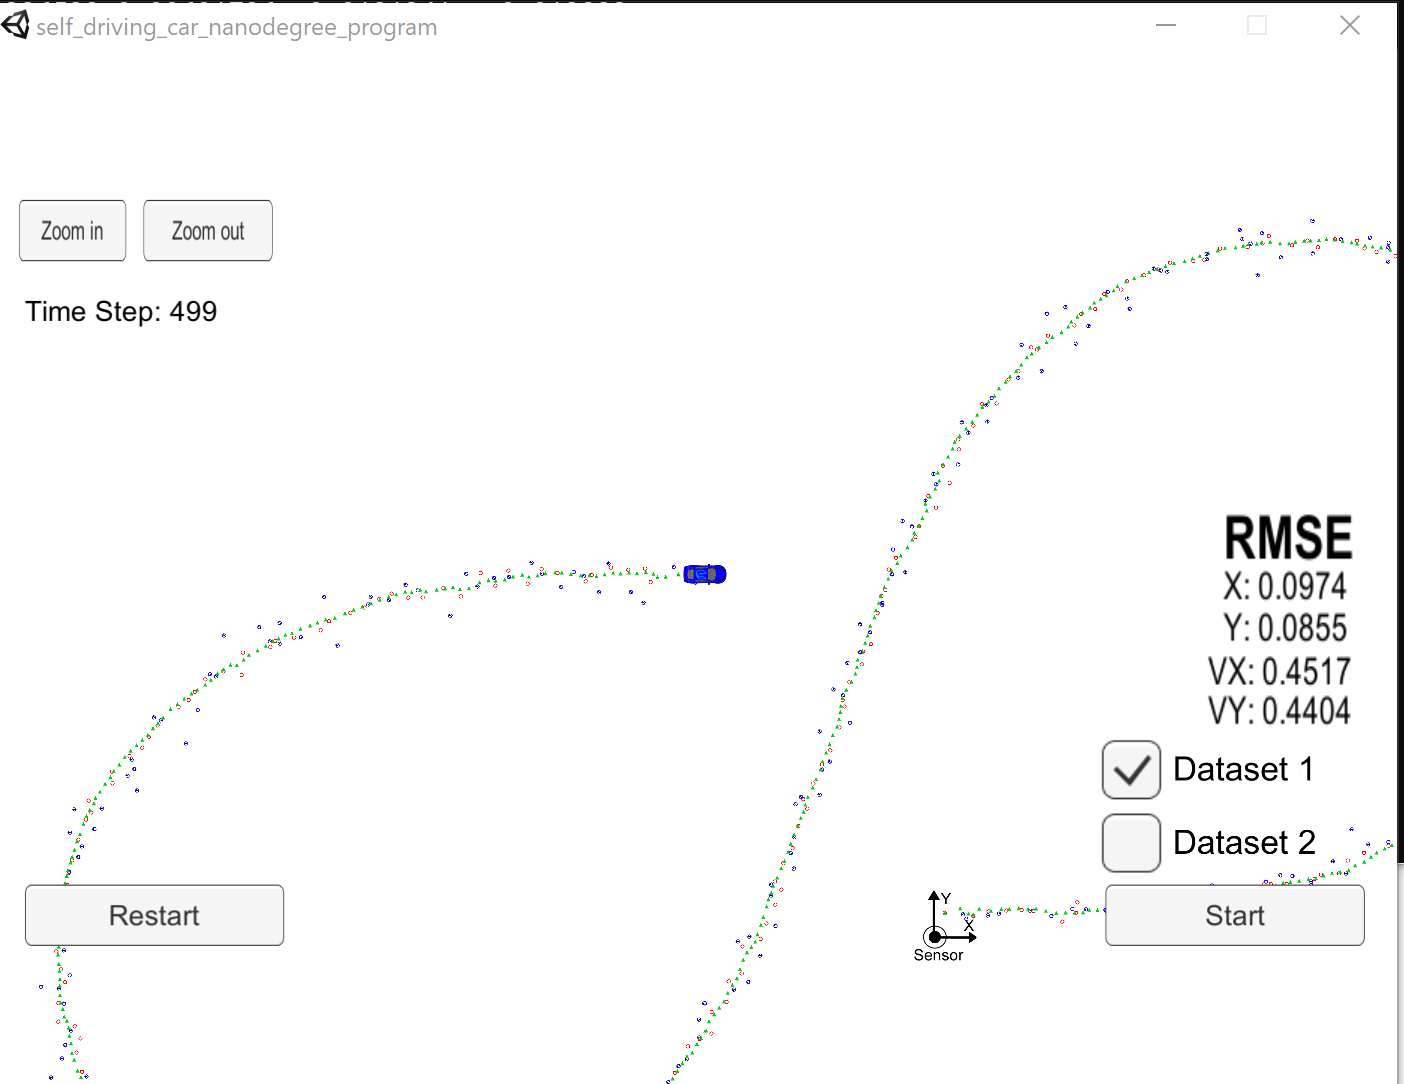 self_driving_car_nanodegree_program
Zoom in
Zoom out
Time Step: 499
RMSE
X: 0.0974
Y: 0.0855
VX: 0.4517
VY: 0.4404
Dataset 1
Dataset 2
Restart
Y
X
Sensor
Start